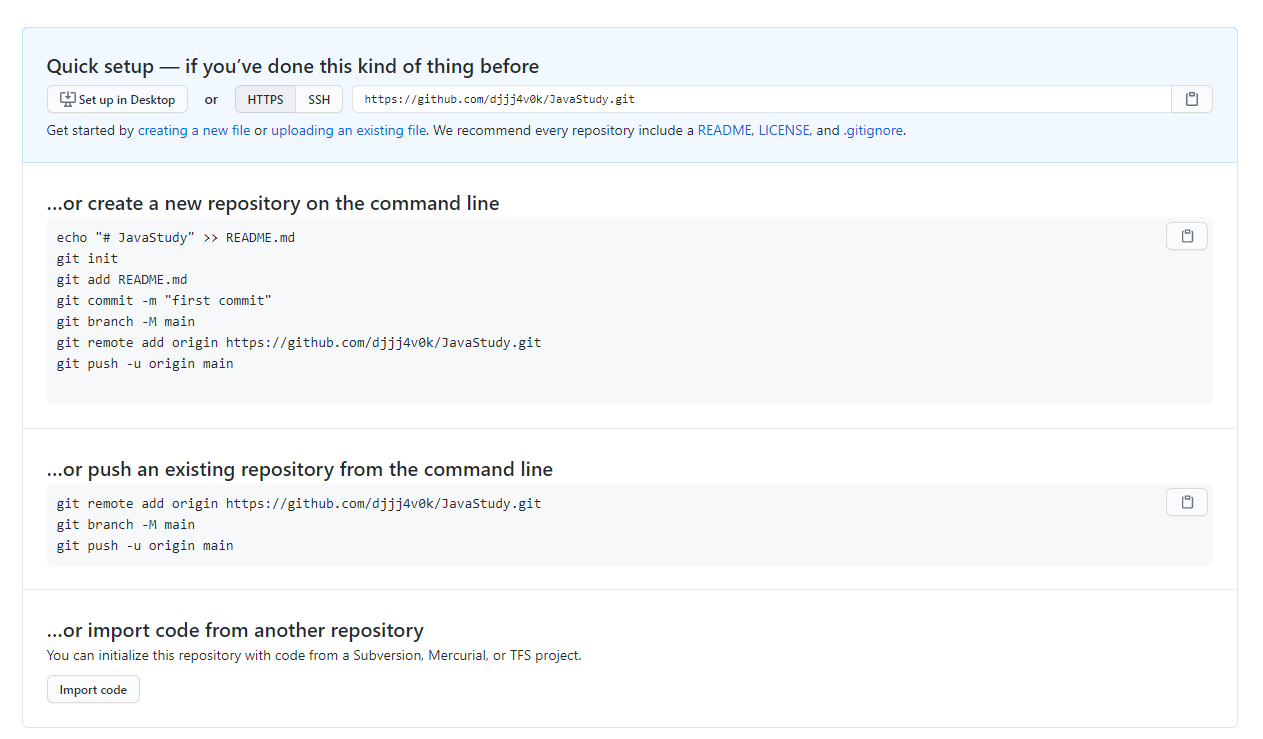 Quick setup — if you’ve done this kind of thing before
Set up in Desktop or HTTPS SSH https://github.com/djjj4v0k/JavaStudy.git
Get started by creating a new file or uploading an existing file. We recommend every repository include a README, LICENSE, and .gitignore.
…or create a new repository on the command line
echo "# JavaStudy" >> README.md
git init
git add README.md
git commit -m "first commit"
git branch -M main
git remote add origin https://github.com/djjj4v0k/JavaStudy.git
git push -u origin main
…or push an existing repository from the command line
git remote add origin https://github.com/djjj4v0k/JavaStudy.git
git branch -M main
git push -u origin main
…or import code from another repository
You can initialize this repository with code from a Subversion, Mercurial, or TFS project.
Import code